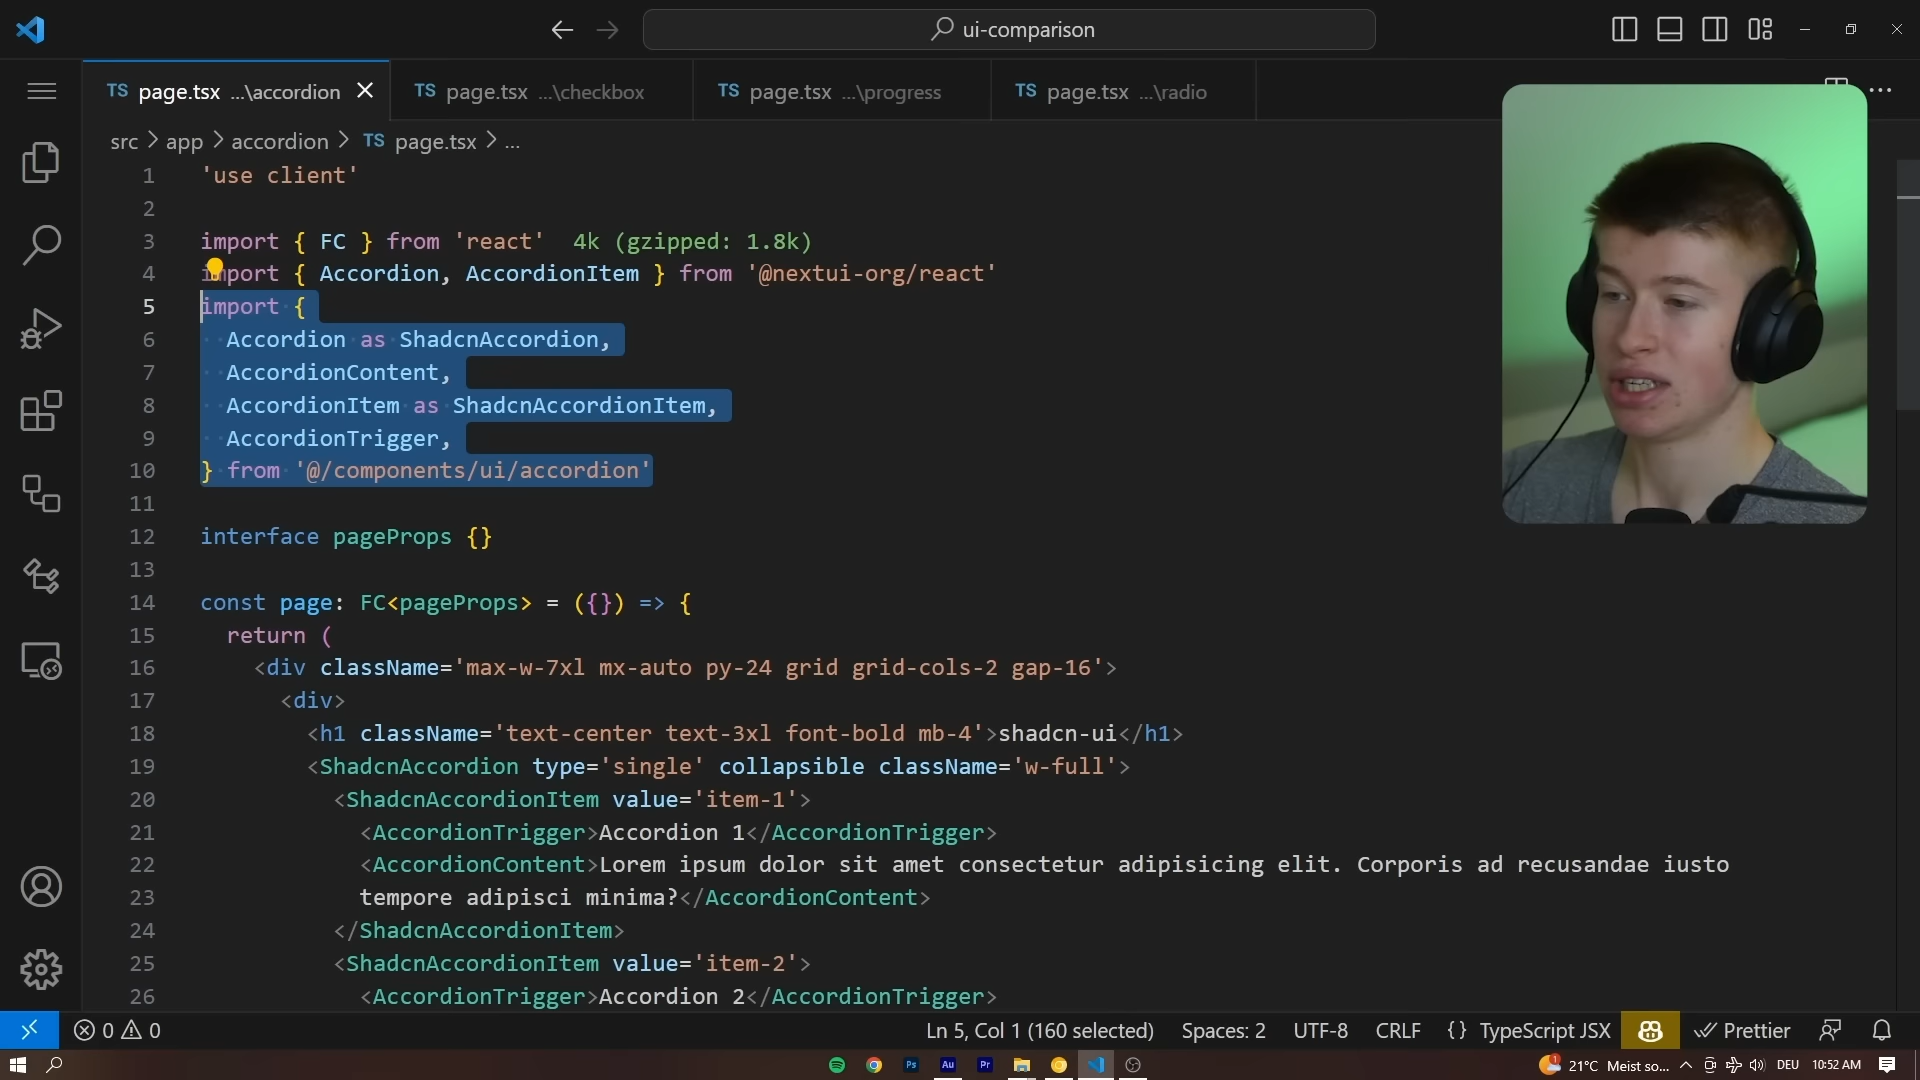 ui-comparison
TS page.tsx ...\accordion
TS page.tsx ...\checkbox
TS page.tsx ...\progress
TS page.tsx ...\radio
src > app > accordion > TS page.tsx > ...
1 'use client'
2
3 import { FC } from 'react' 4k (gzipped: 1.8k)
4 import { Accordion, AccordionItem } from '@nextui-org/react'
5 import {
6 Accordion as ShadcnAccordion,
7 AccordionContent,
8 AccordionItem as ShadcnAccordionItem,
9 AccordionTrigger,
10 } from '@/components/ui/accordion'
11
12 interface pageProps {}
13
14 const page: FC<pageProps> = ({}) => {
15 return (
16 <div className='max-w-7xl mx-auto py-24 grid grid-cols-2 gap-16'>
17 <div>
18 <h1 className='text-center text-3xl font-bold mb-4'>shadcn-ui</h1>
19 <ShadcnAccordion type='single' collapsible className='w-full'>
20 <ShadcnAccordionItem value='item-1'>
21 <AccordionTrigger>Accordion 1</AccordionTrigger>
22 <AccordionContent>Lorem ipsum dolor sit amet consectetur adipisicing elit. Corporis ad recusandae iusto
23 tempore adipisci minima?</AccordionContent>
24 </ShadcnAccordionItem>
25 <ShadcnAccordionItem value='item-2'>
26 <AccordionTrigger>Accordion 2</AccordionTrigger>
0 0 Ln 5, Col 1 (160 selected) Spaces: 2 UTF-8 CRLF {} TypeScript JSX Prettier
Ps Au Pr 1 21°C Meist so... DEU 10:52 AM